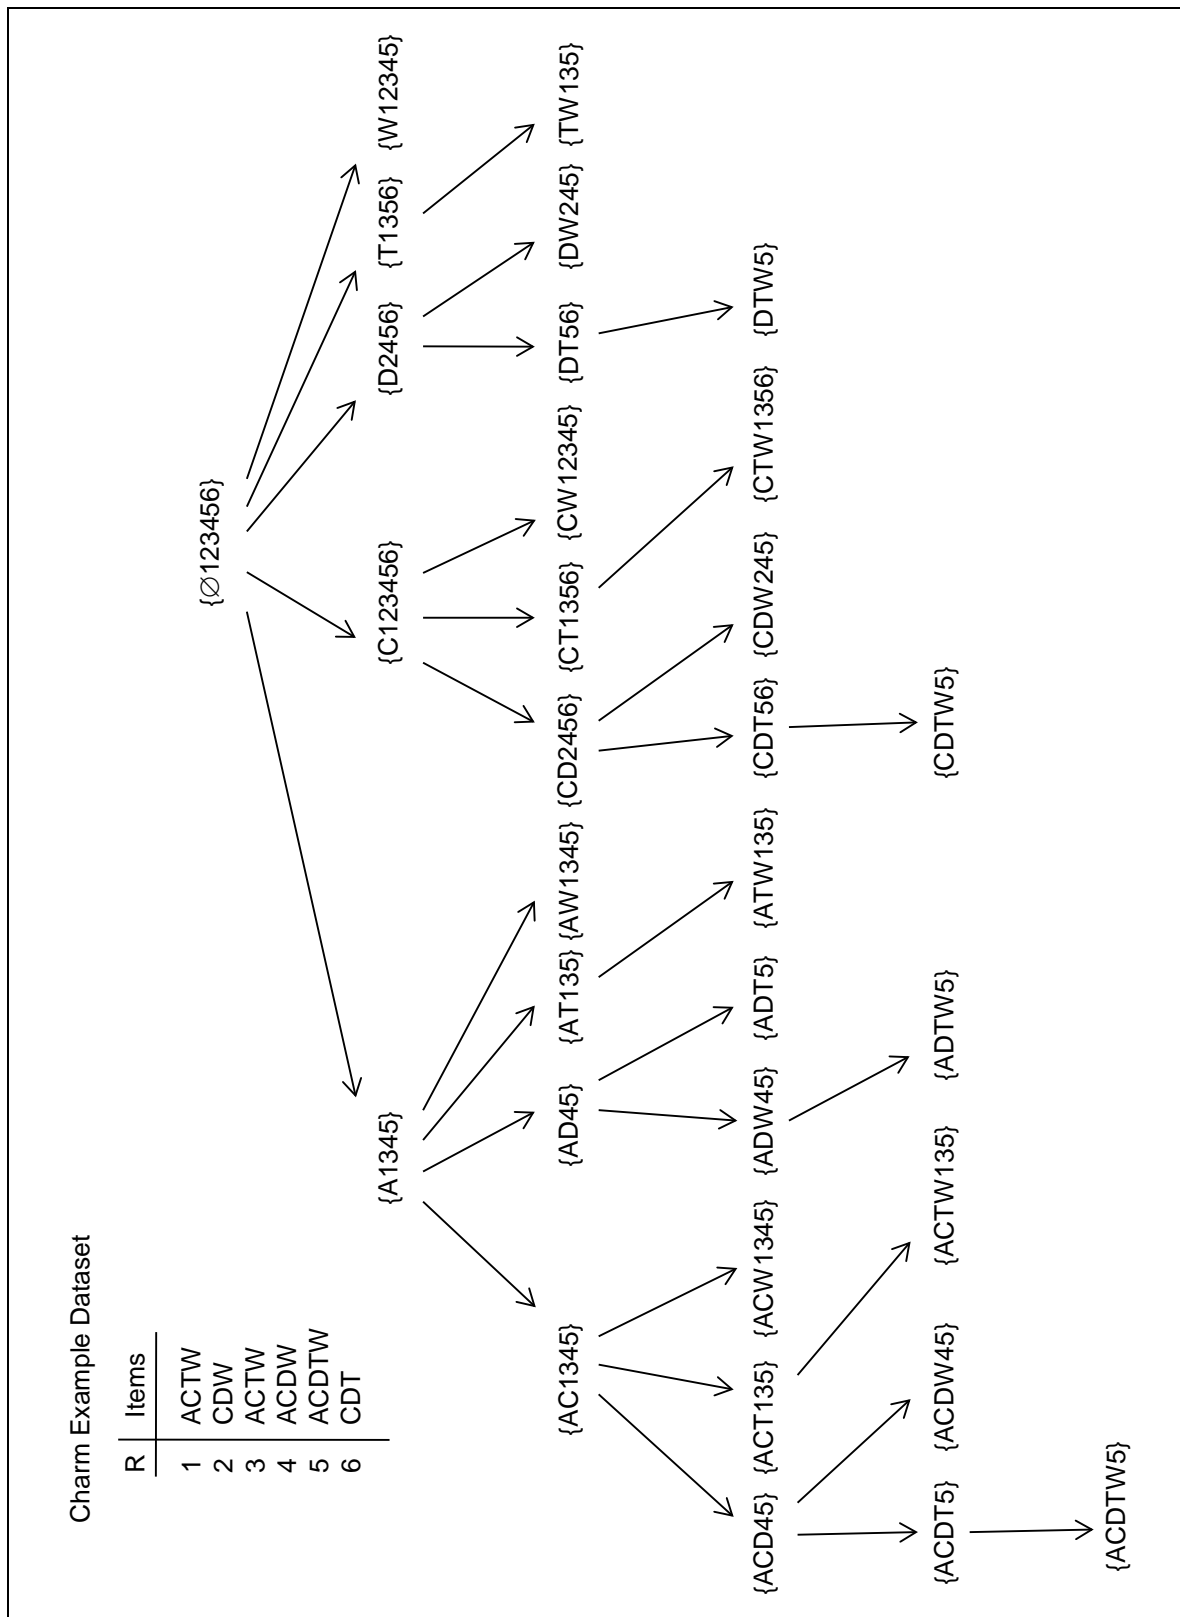 Charm Example Dataset
R Items
1 ACTW
2 CDW
3 ACTW
4 ACDW
5 ACDTW
6 CDT
{∅123456}
{A1345} {C123456} {D2456} {T1356} {W12345}
{AC1345} {AD45} {AT135} {AW1345} {CD2456} {CT1356} {CW12345} {DT56} {DW245} {TW135}
{ACD45} {ACT135} {ACW1345} {ADW45} {ADT5} {ATW135} {CDT56} {CDW245} {CTW1356} {DTW5}
{ACDT5} {ACDW45} {ACTW135} {ADTW5} {CDTW5}
{ACDTW5}